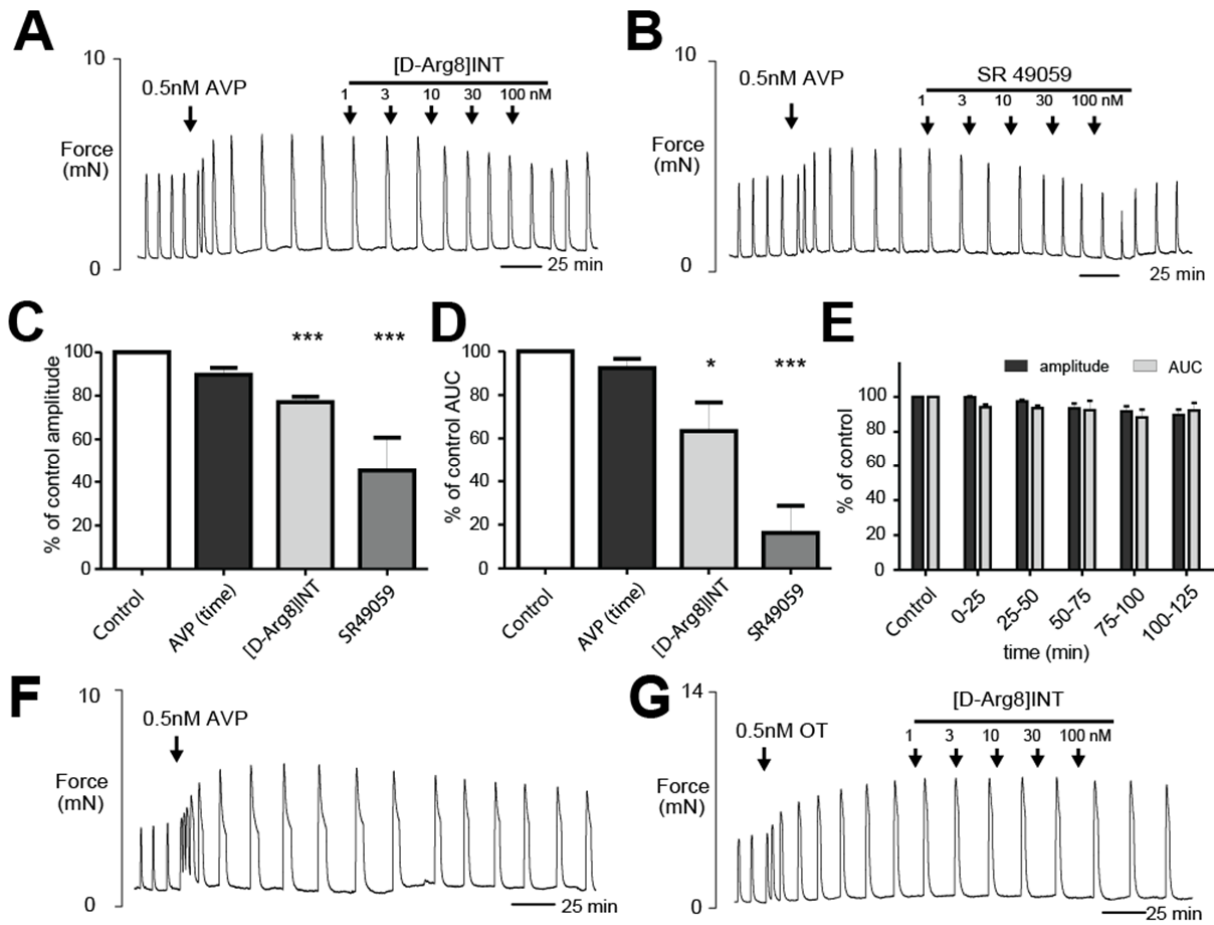 A
10
0.5nM AVP
[D-Arg8]INT
1 3 10 30 100 nM
Force
(mN)
0
25 min
B
10
0.5nM AVP
SR 49059
1 3 10 30 100 nM
Force
(mN)
0
25 min
C
***
***
% of control amplitude
100
80
60
40
20
0
Control
AVP (time)
[D-Arg8]INT
SR49059
D
*
***
% of control AUC
100
80
60
40
20
0
Control
AVP (time)
[D-Arg8]INT
SR49059
E
amplitude
AUC
% of control
100
80
60
40
20
0
Control
0-25
25-50
50-75
75-100
100-125
time (min)
F
10
0.5nM AVP
Force
(mN)
0
25 min
G
14
0.5nM OT
[D-Arg8]INT
1 3 10 30 100 nM
Force
(mN)
0
25 min